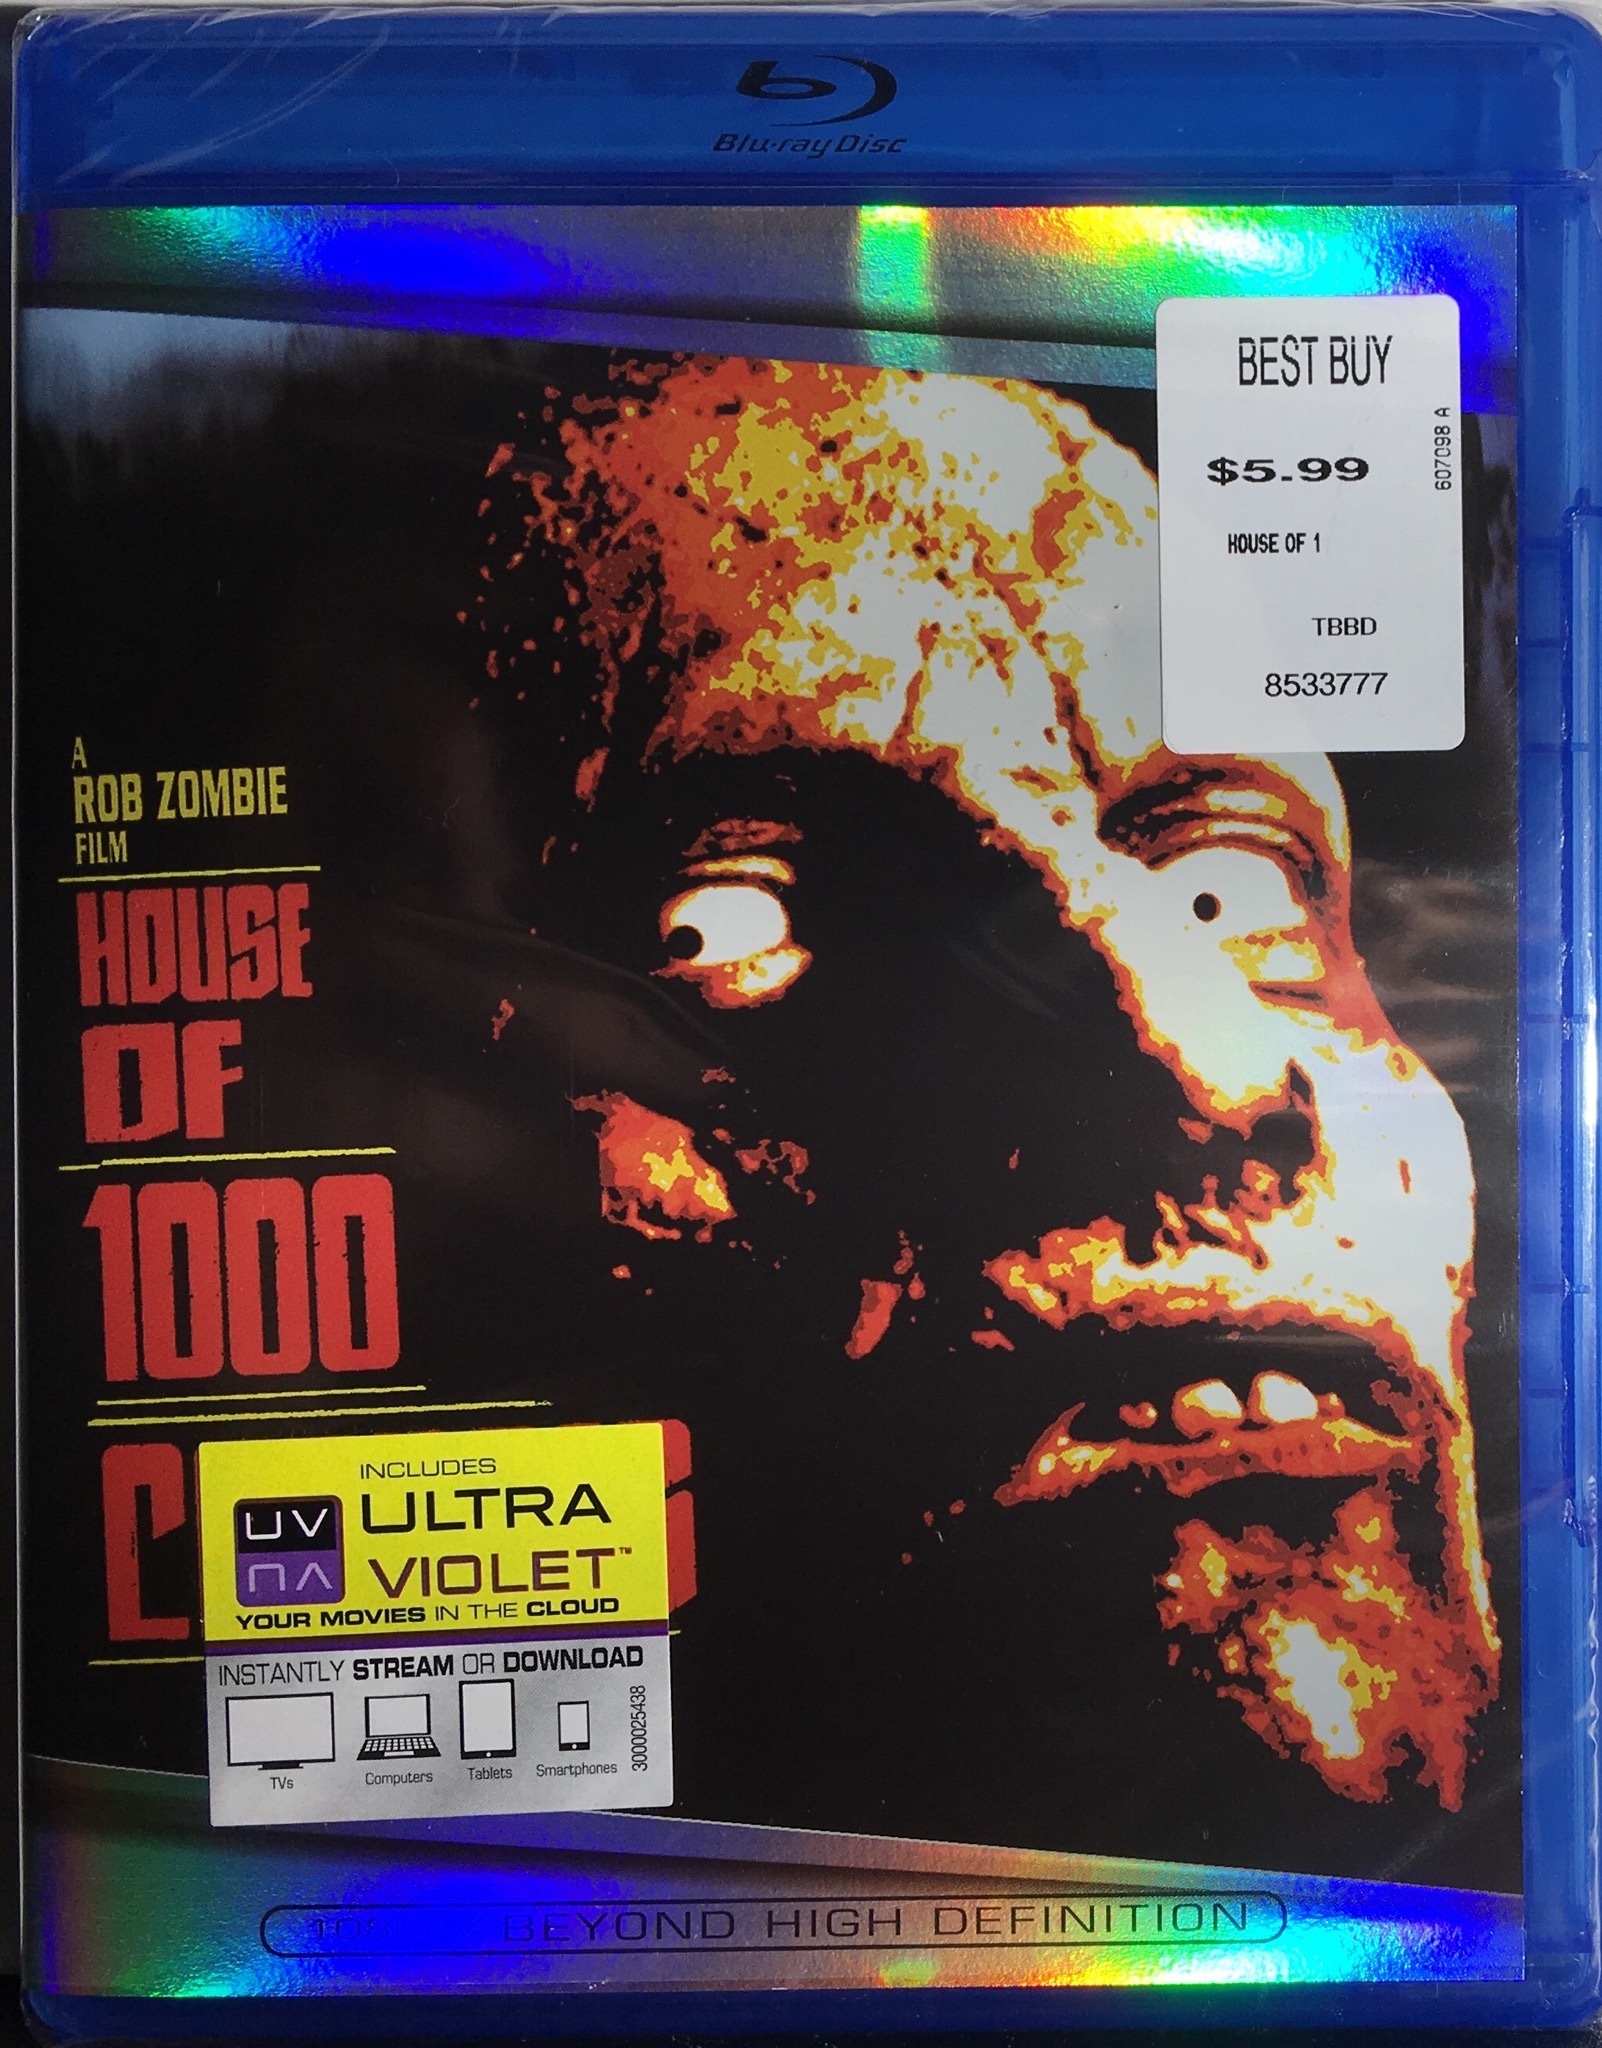 Blu-ray Disc
BEST BUY
$5.99
607098 A
HOUSE OF 1
TBBD
8533777
A
ROB ZOMBIE
FILM
HOUSE
OF
1000
INCLUDES
UV
ULTRA
VIOLET™
YOUR MOVIES IN THE CLOUD
INSTANTLY STREAM OR DOWNLOAD
TVs
Computers
Tablets
Smartphones
300025438
BEYOND HIGH DEFINITION